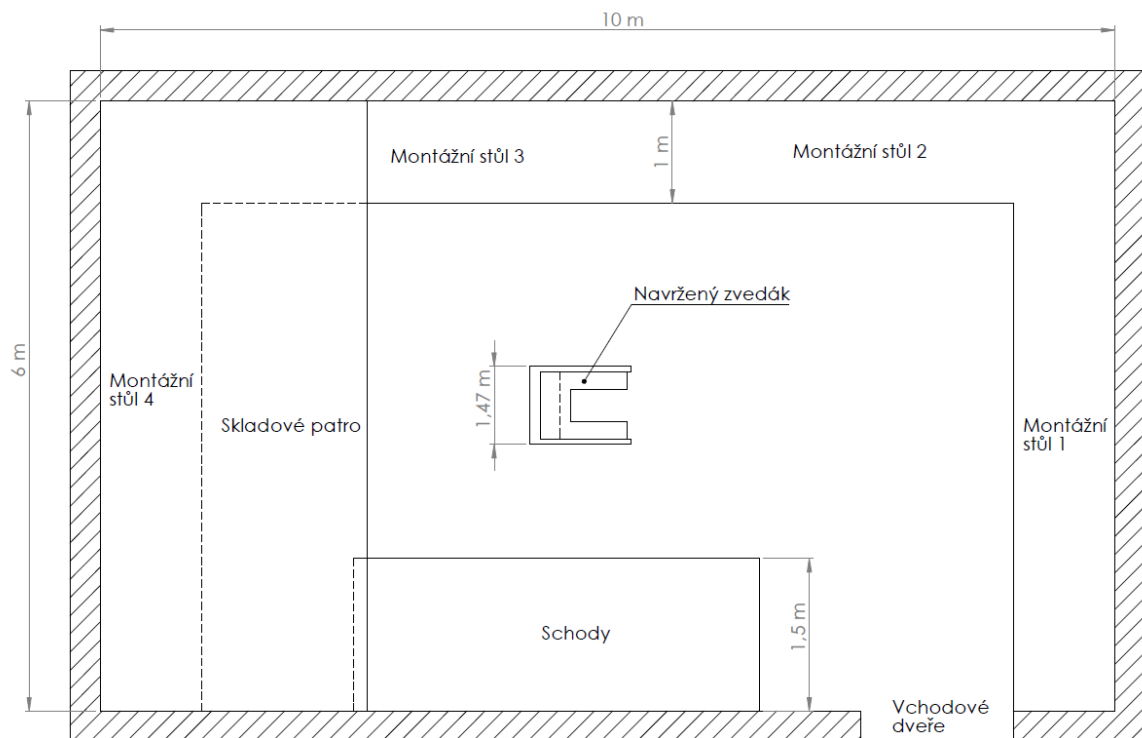 10 m
Montážní stůl 3
1 m
Montážní stůl 2
Navržený zvedák
6 m
Montážní
stůl 4
1,47 m
Skladové patro
Montážní
stůl 1
Schody
1,5 m
Vchodové
dveře